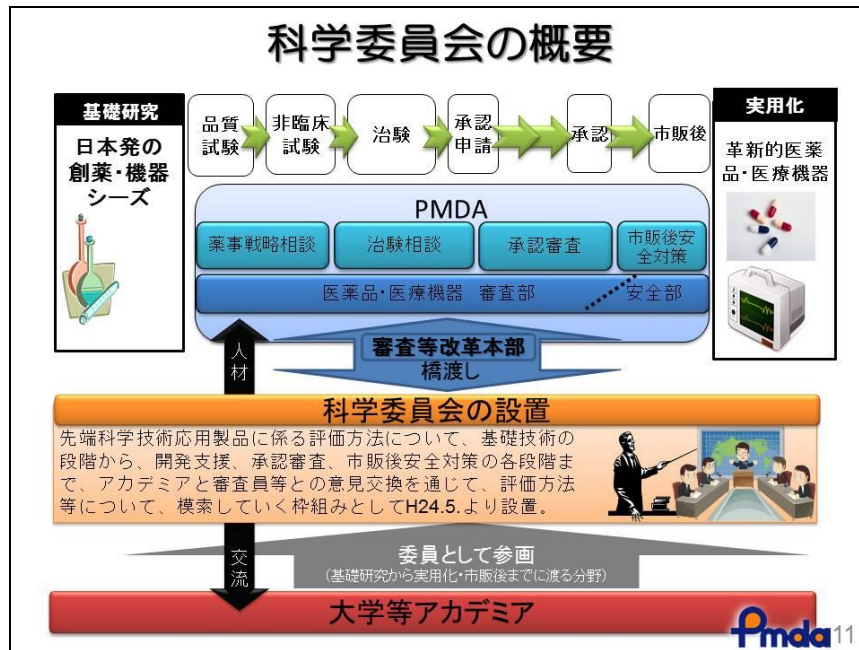 科学委員会の概要
基礎研究
日本発の
創薬・機器
シーズ
品質
試験
非臨床
試験
治験
承認
申請
承認
市販後
実用化
革新的医薬
品・医療機器
PMDA
薬事戦略相談
治験相談
承認審査
市販後安
全対策
医薬品・医療機器 審査部
安全部
審査等改革本部
橋渡し
人材
科学委員会の設置
先端科学技術応用製品に係る評価方法について、基礎技術の
段階から、開発支援、承認審査、市販後安全対策の各段階ま
で、アカデミアと審査員等との意見交換を通じて、評価方法
等について、模索していく枠組みとしてH24.5.より設置。
交流
委員として参画
(基礎研究から実用化・市販後までに渡る分野)
大学等アカデミア
Pmda
11